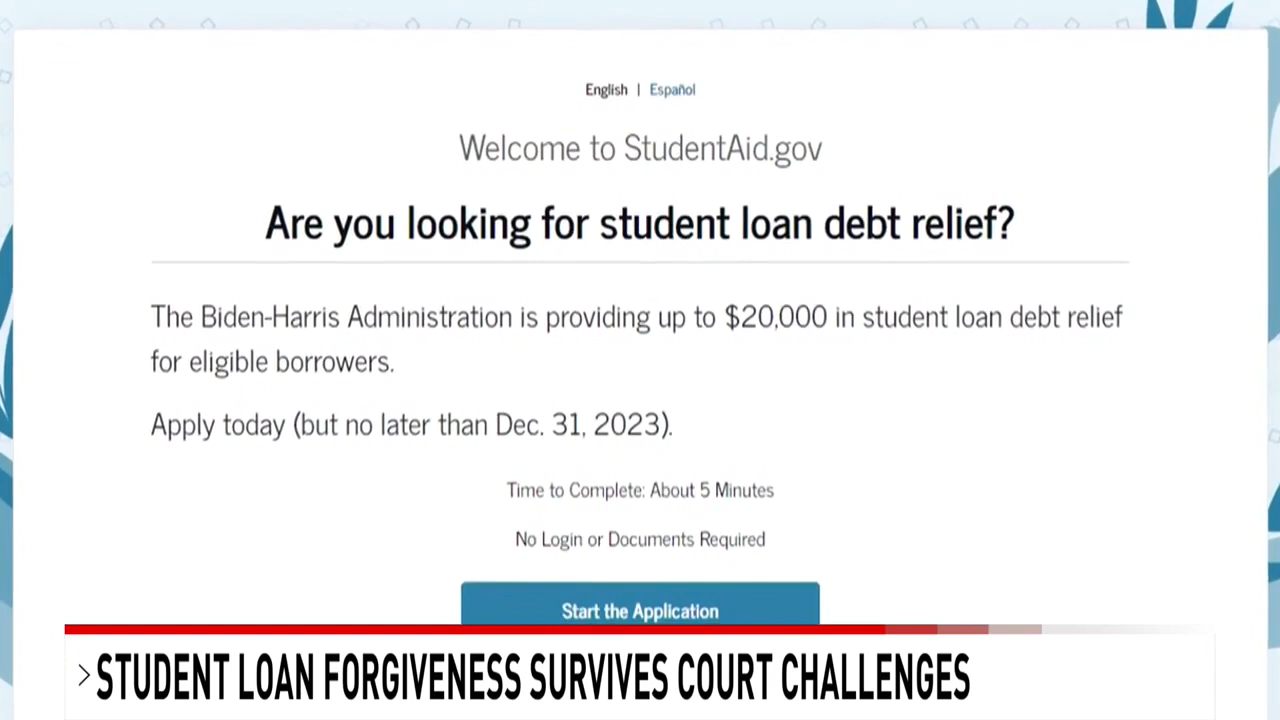 English | Español
Welcome to StudentAid.gov
Are you looking for student loan debt relief?
The Biden-Harris Administration is providing up to $20,000 in student loan debt relief
for eligible borrowers.
Apply today (but no later than Dec. 31, 2023).
Time to Complete: About 5 Minutes
No Login or Documents Required
Start the Application
>STUDENT LOAN FORGIVENESS SURVIVES COURT CHALLENGES